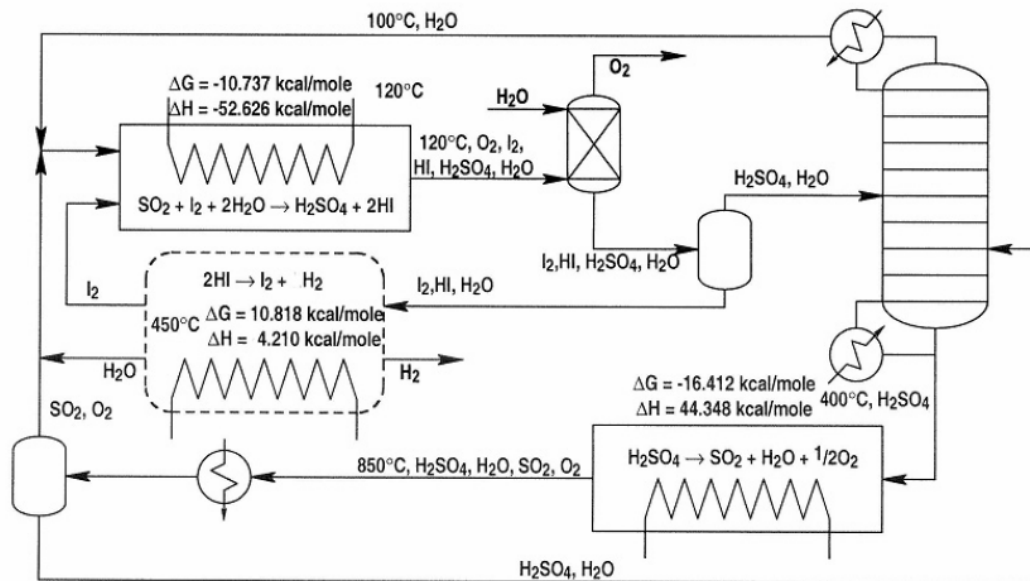 100°C, H₂O
ΔG = -10.737 kcal/mole
ΔH = -52.626 kcal/mole
120°C
O₂
H₂O
120°C, O₂, I₂,
HI, H₂SO₄, H₂O
SO₂ + I₂ + 2H₂O → H₂SO₄ + 2HI
H₂SO₄, H₂O
I₂,HI, H₂SO₄, H₂O
2HI → I₂ + H₂
I₂
I₂,HI, H₂O
450°C
ΔG = 10.818 kcal/mole
ΔH = 4.210 kcal/mole
H₂O
H₂
ΔG = -16.412 kcal/mole
ΔH = 44.348 kcal/mole
400°C, H₂SO₄
SO₂, O₂
850°C, H₂SO₄, H₂O, SO₂, O₂
H₂SO₄ → SO₂ + H₂O + 1/2O₂
H₂SO₄, H₂O